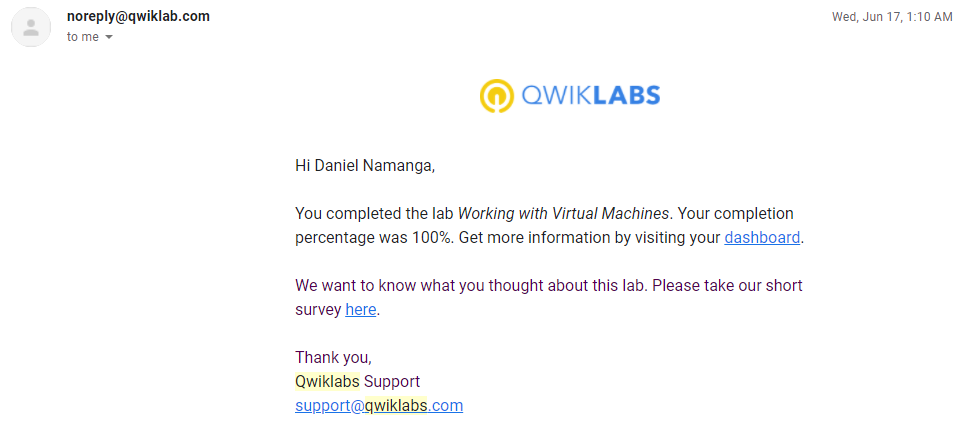 noreply@qwiklab.com
Wed, Jun 17, 1:10 AM
to me
QWIKLABS
Hi Daniel Namanga,
You completed the lab Working with Virtual Machines. Your completion
percentage was 100%. Get more information by visiting your dashboard.
We want to know what you thought about this lab. Please take our short
survey here.
Thank you,
Qwiklabs Support
support@qwiklabs.com